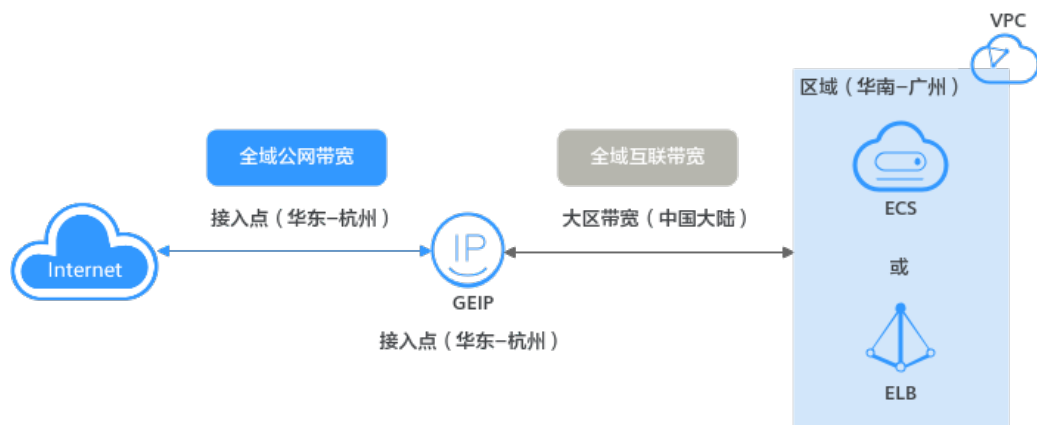 VPC
区域（华南-广州）
全域公网带宽
全域互联带宽
接入点（华东-杭州）
大区带宽（中国大陆）
ECS
Internet
IP
GEIP
或
接入点（华东-杭州）
ELB